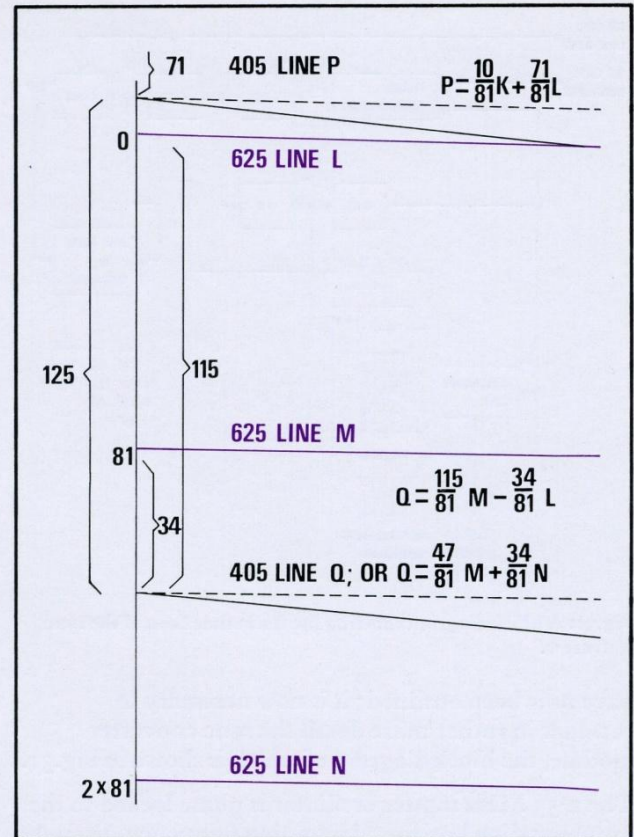 71 405 LINE P
P = 10/81 K + 71/81 L
0
625 LINE L
125
115
625 LINE M
81
Q = 115/81 M − 34/81 L
34
405 LINE Q; OR Q = 47/81 M + 34/81 N
625 LINE N
2 × 81